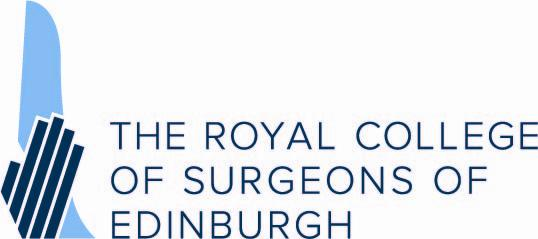 THE ROYAL COLLEGE
OF SURGEONS OF
EDINBURGH